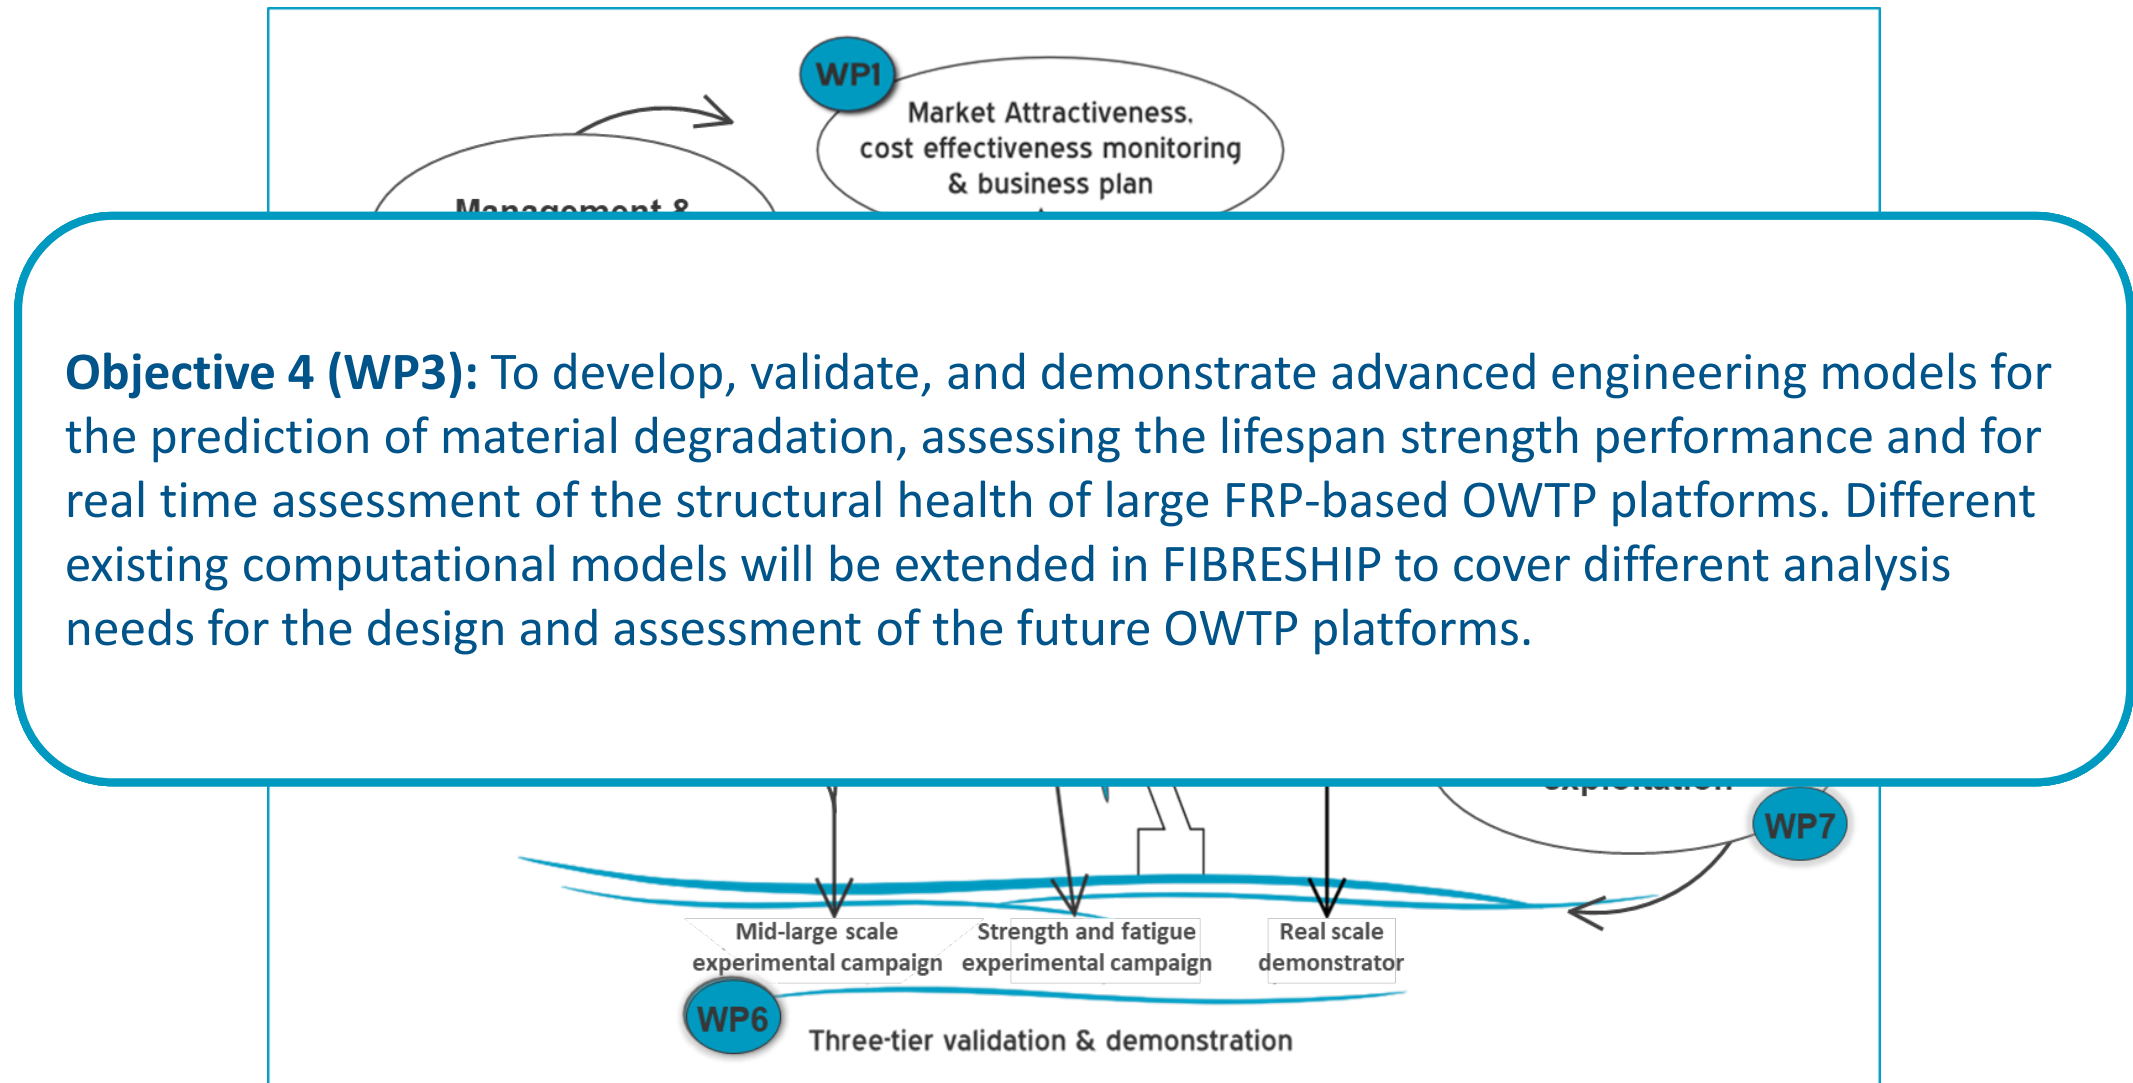 WP1
Market Attractiveness,
cost effectiveness monitoring
& business plan
Management &
Objective 4 (WP3): To develop, validate, and demonstrate advanced engineering models for
the prediction of material degradation, assessing the lifespan strength performance and for
real time assessment of the structural health of large FRP-based OWTP platforms. Different
existing computational models will be extended in FIBRESHIP to cover different analysis
needs for the design and assessment of the future OWTP platforms.
exploitation
WP7
Mid-large scale
experimental campaign
Strength and fatigue
experimental campaign
Real scale
demonstrator
WP6
Three-tier validation & demonstration